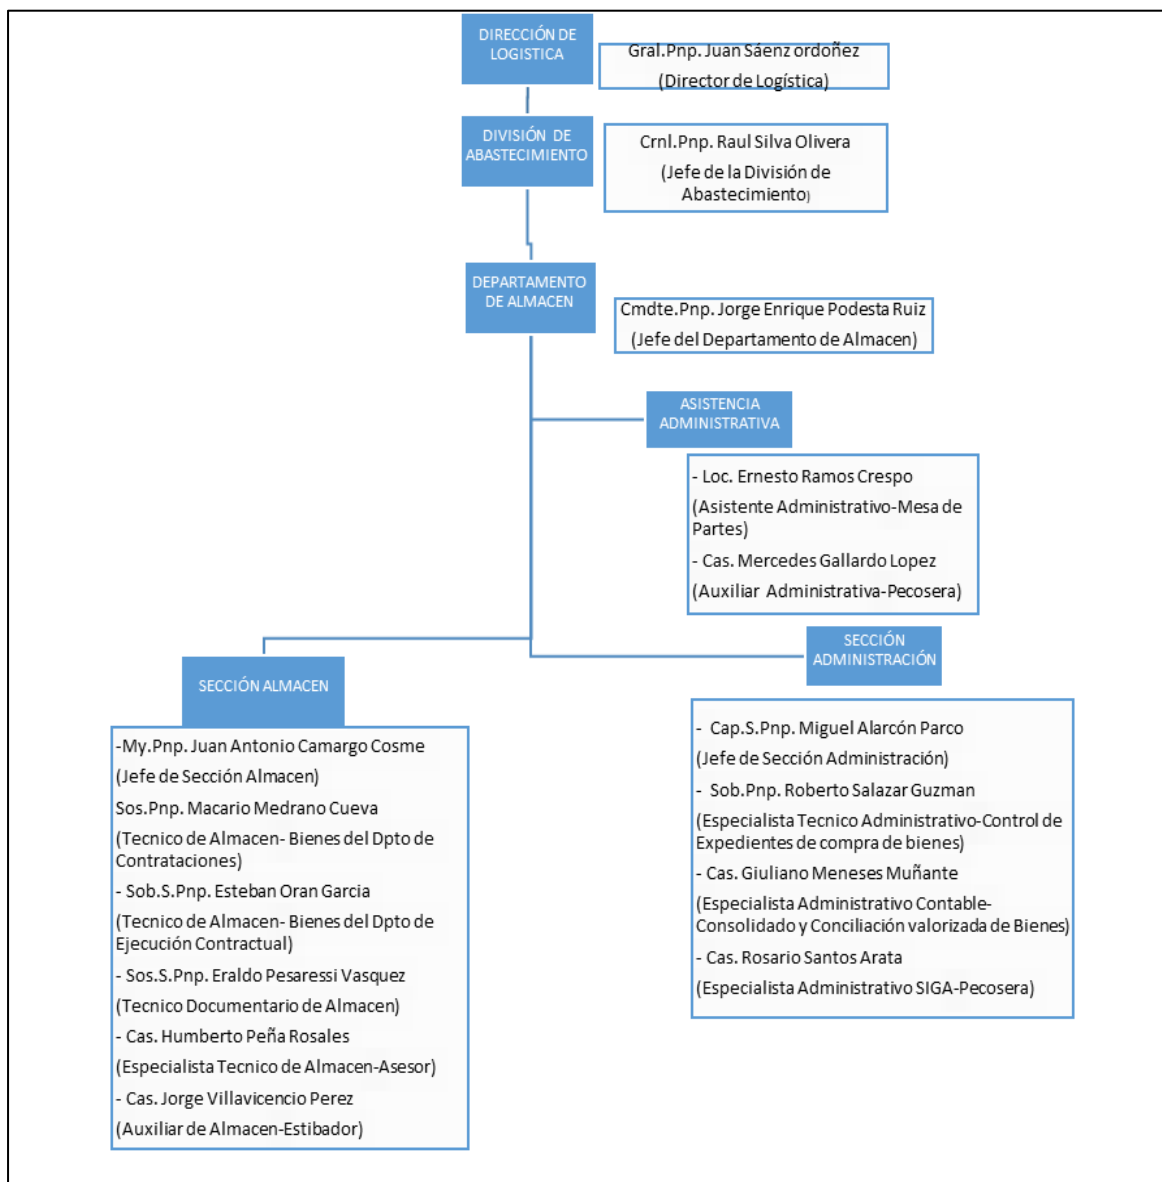 DIRECCIÓN DE
LOGISTICA
Gral.Pnp. Juan Sáenz ordoñez
(Director de Logística)
DIVISIÓN DE
ABASTECIMIENTO
Crnl.Pnp. Raul Silva Olivera
(Jefe de la División de
Abastecimiento)
DEPARTAMENTO
DE ALMACEN
Cmdte.Pnp. Jorge Enrique Podesta Ruiz
(Jefe del Departamento de Almacen)
ASISTENCIA
ADMINISTRATIVA
- Loc. Ernesto Ramos Crespo
(Asistente Administrativo-Mesa de
Partes)
- Cas. Mercedes Gallardo Lopez
(Auxiliar Administrativa-Pecosera)
SECCIÓN ALMACEN
-My.Pnp. Juan Antonio Camargo Cosme
(Jefe de Sección Almacen)
Sos.Pnp. Macario Medrano Cueva
(Tecnico de Almacen- Bienes del Dpto de
Contrataciones)
- Sob.S.Pnp. Esteban Oran Garcia
(Tecnico de Almacen- Bienes del Dpto de
Ejecución Contractual)
- Sos.S.Pnp. Eraldo Pesaressi Vasquez
(Tecnico Documentario de Almacen)
- Cas. Humberto Peña Rosales
(Especialista Tecnico de Almacen-Asesor)
- Cas. Jorge Villavicencio Perez
(Auxiliar de Almacen-Estibador)
SECCIÓN
ADMINISTRACIÓN
- Cap.S.Pnp. Miguel Alarcón Parco
(Jefe de Sección Administración)
- Sob.Pnp. Roberto Salazar Guzman
(Especialista Tecnico Administrativo-Control de
Expedientes de compra de bienes)
- Cas. Giuliano Meneses Muñante
(Especialista Administrativo Contable-
Consolidado y Conciliación valorizada de Bienes)
- Cas. Rosario Santos Arata
(Especialista Administrativo SIGA-Pecosera)